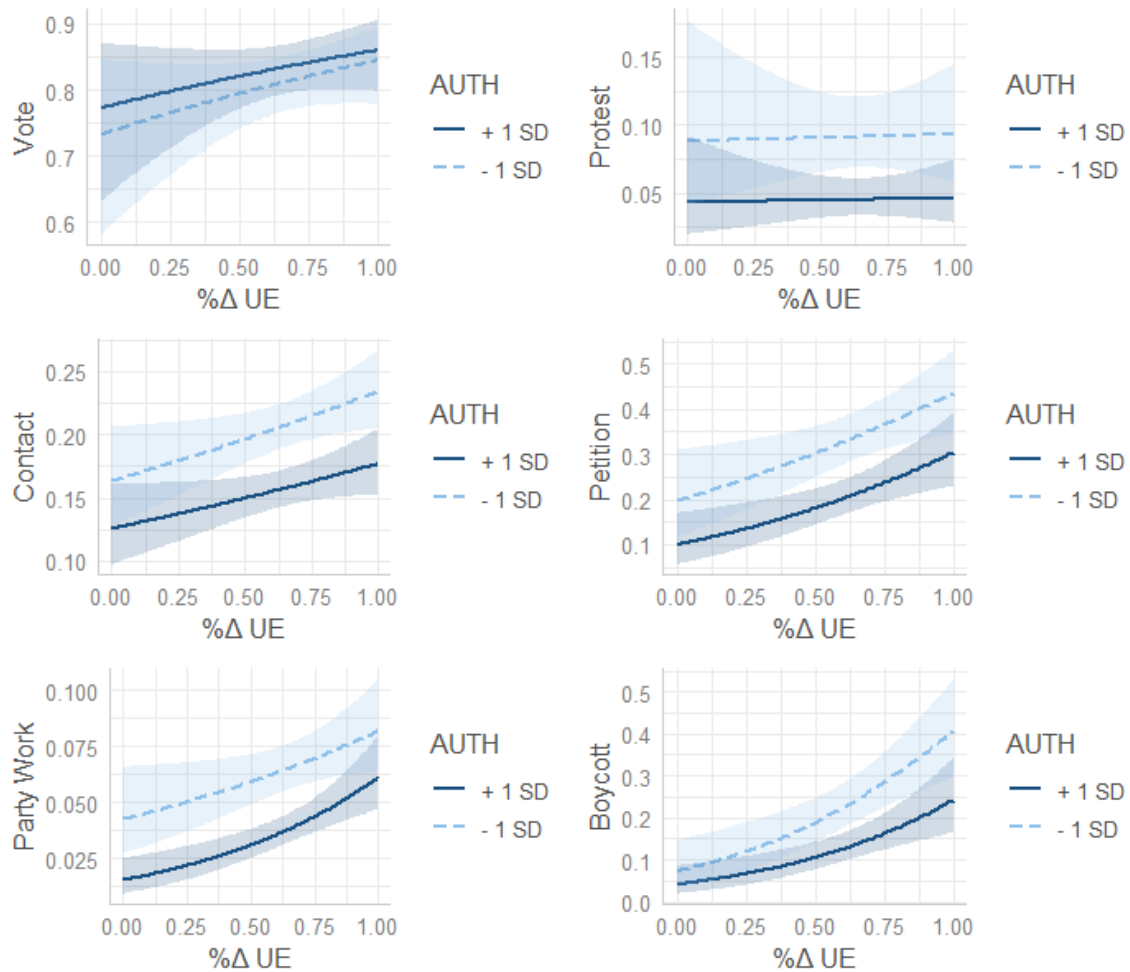 Vote
0.9
0.8
0.7
0.6
0.00 0.25 0.50 0.75 1.00
%Δ UE
AUTH
+ 1 SD
- 1 SD
Protest
0.15
0.10
0.05
0.00 0.25 0.50 0.75 1.00
%Δ UE
AUTH
+ 1 SD
- 1 SD
Contact
0.25
0.20
0.15
0.10
0.00 0.25 0.50 0.75 1.00
%Δ UE
AUTH
+ 1 SD
- 1 SD
Petition
0.5
0.4
0.3
0.2
0.1
0.00 0.25 0.50 0.75 1.00
%Δ UE
AUTH
+ 1 SD
- 1 SD
Party Work
0.100
0.075
0.050
0.025
0.00 0.25 0.50 0.75 1.00
%Δ UE
AUTH
+ 1 SD
- 1 SD
Boycott
0.5
0.4
0.3
0.2
0.1
0.0
0.00 0.25 0.50 0.75 1.00
%Δ UE
AUTH
+ 1 SD
- 1 SD